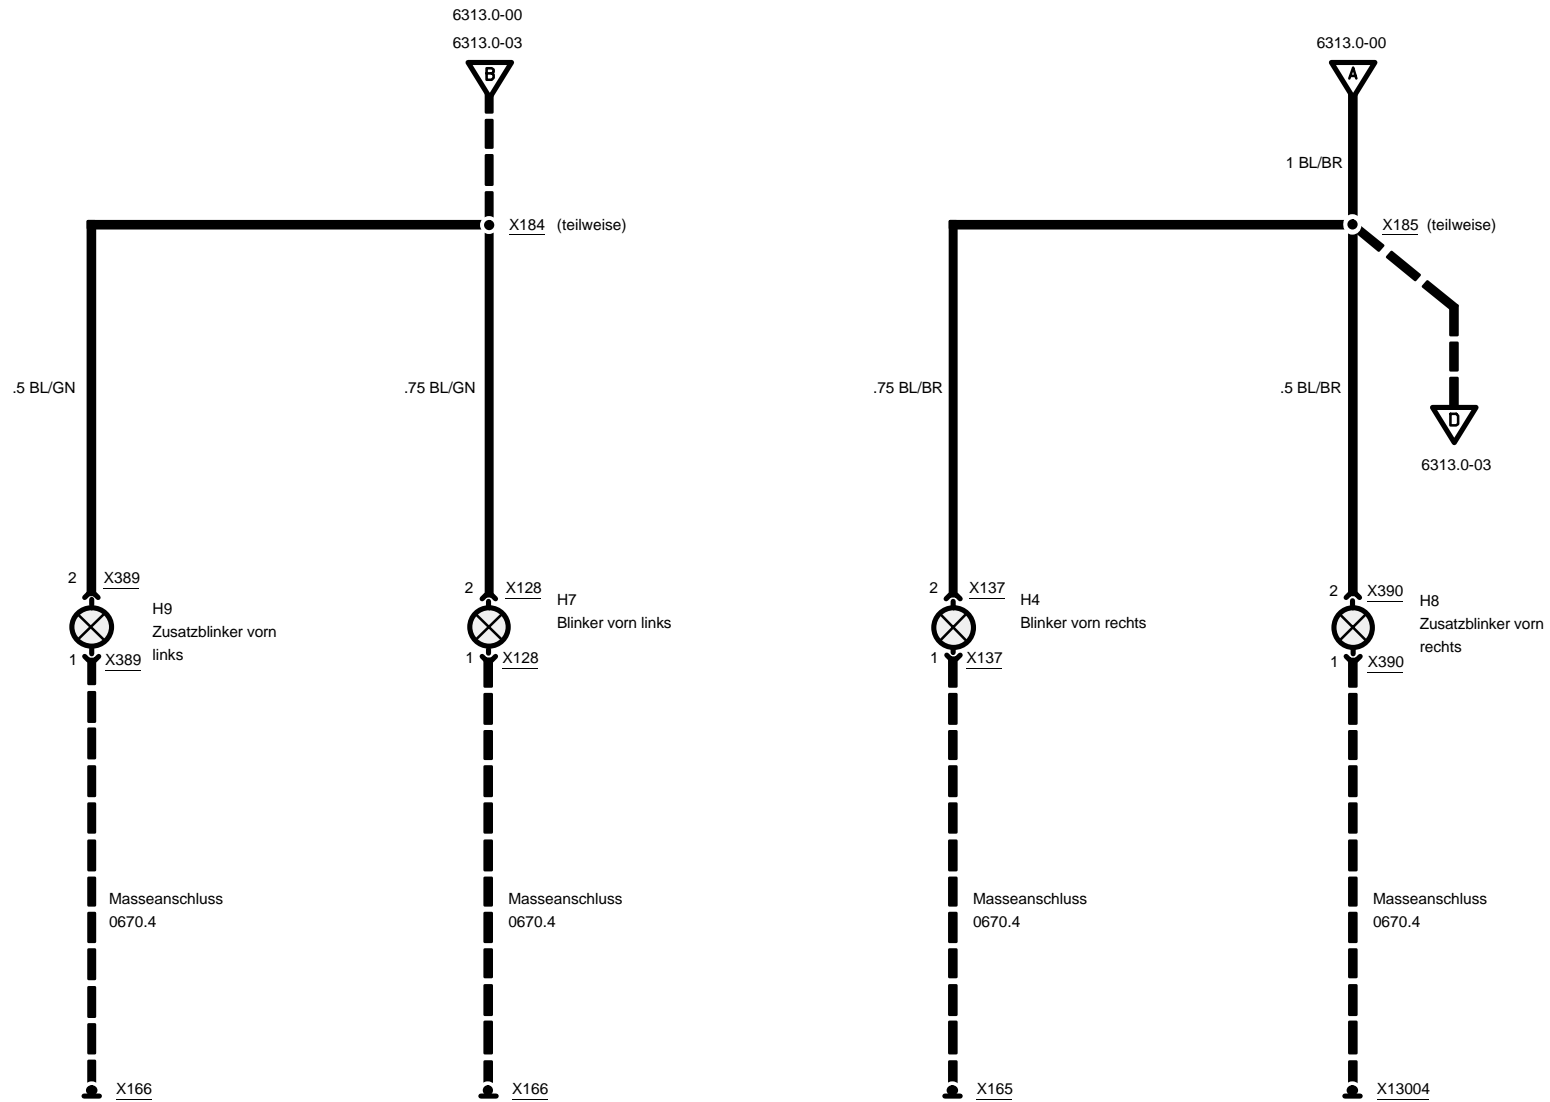 6313.0-00
6313.0-03
B
6313.0-00
A
1 BL/BR
X184 (teilweise)
X185 (teilweise)
.5 BL/GN
.75 BL/GN
.75 BL/BR
.5 BL/BR
D
6313.0-03
2 X389
H9
Zusatzblinker vorn
links
1 X389
2 X128
H7
Blinker vorn links
1 X128
2 X137
H4
Blinker vorn rechts
1 X137
2 X390
H8
Zusatzblinker vorn
rechts
1 X390
Masseanschluss
0670.4
Masseanschluss
0670.4
Masseanschluss
0670.4
Masseanschluss
0670.4
X166
X166
X165
X13004